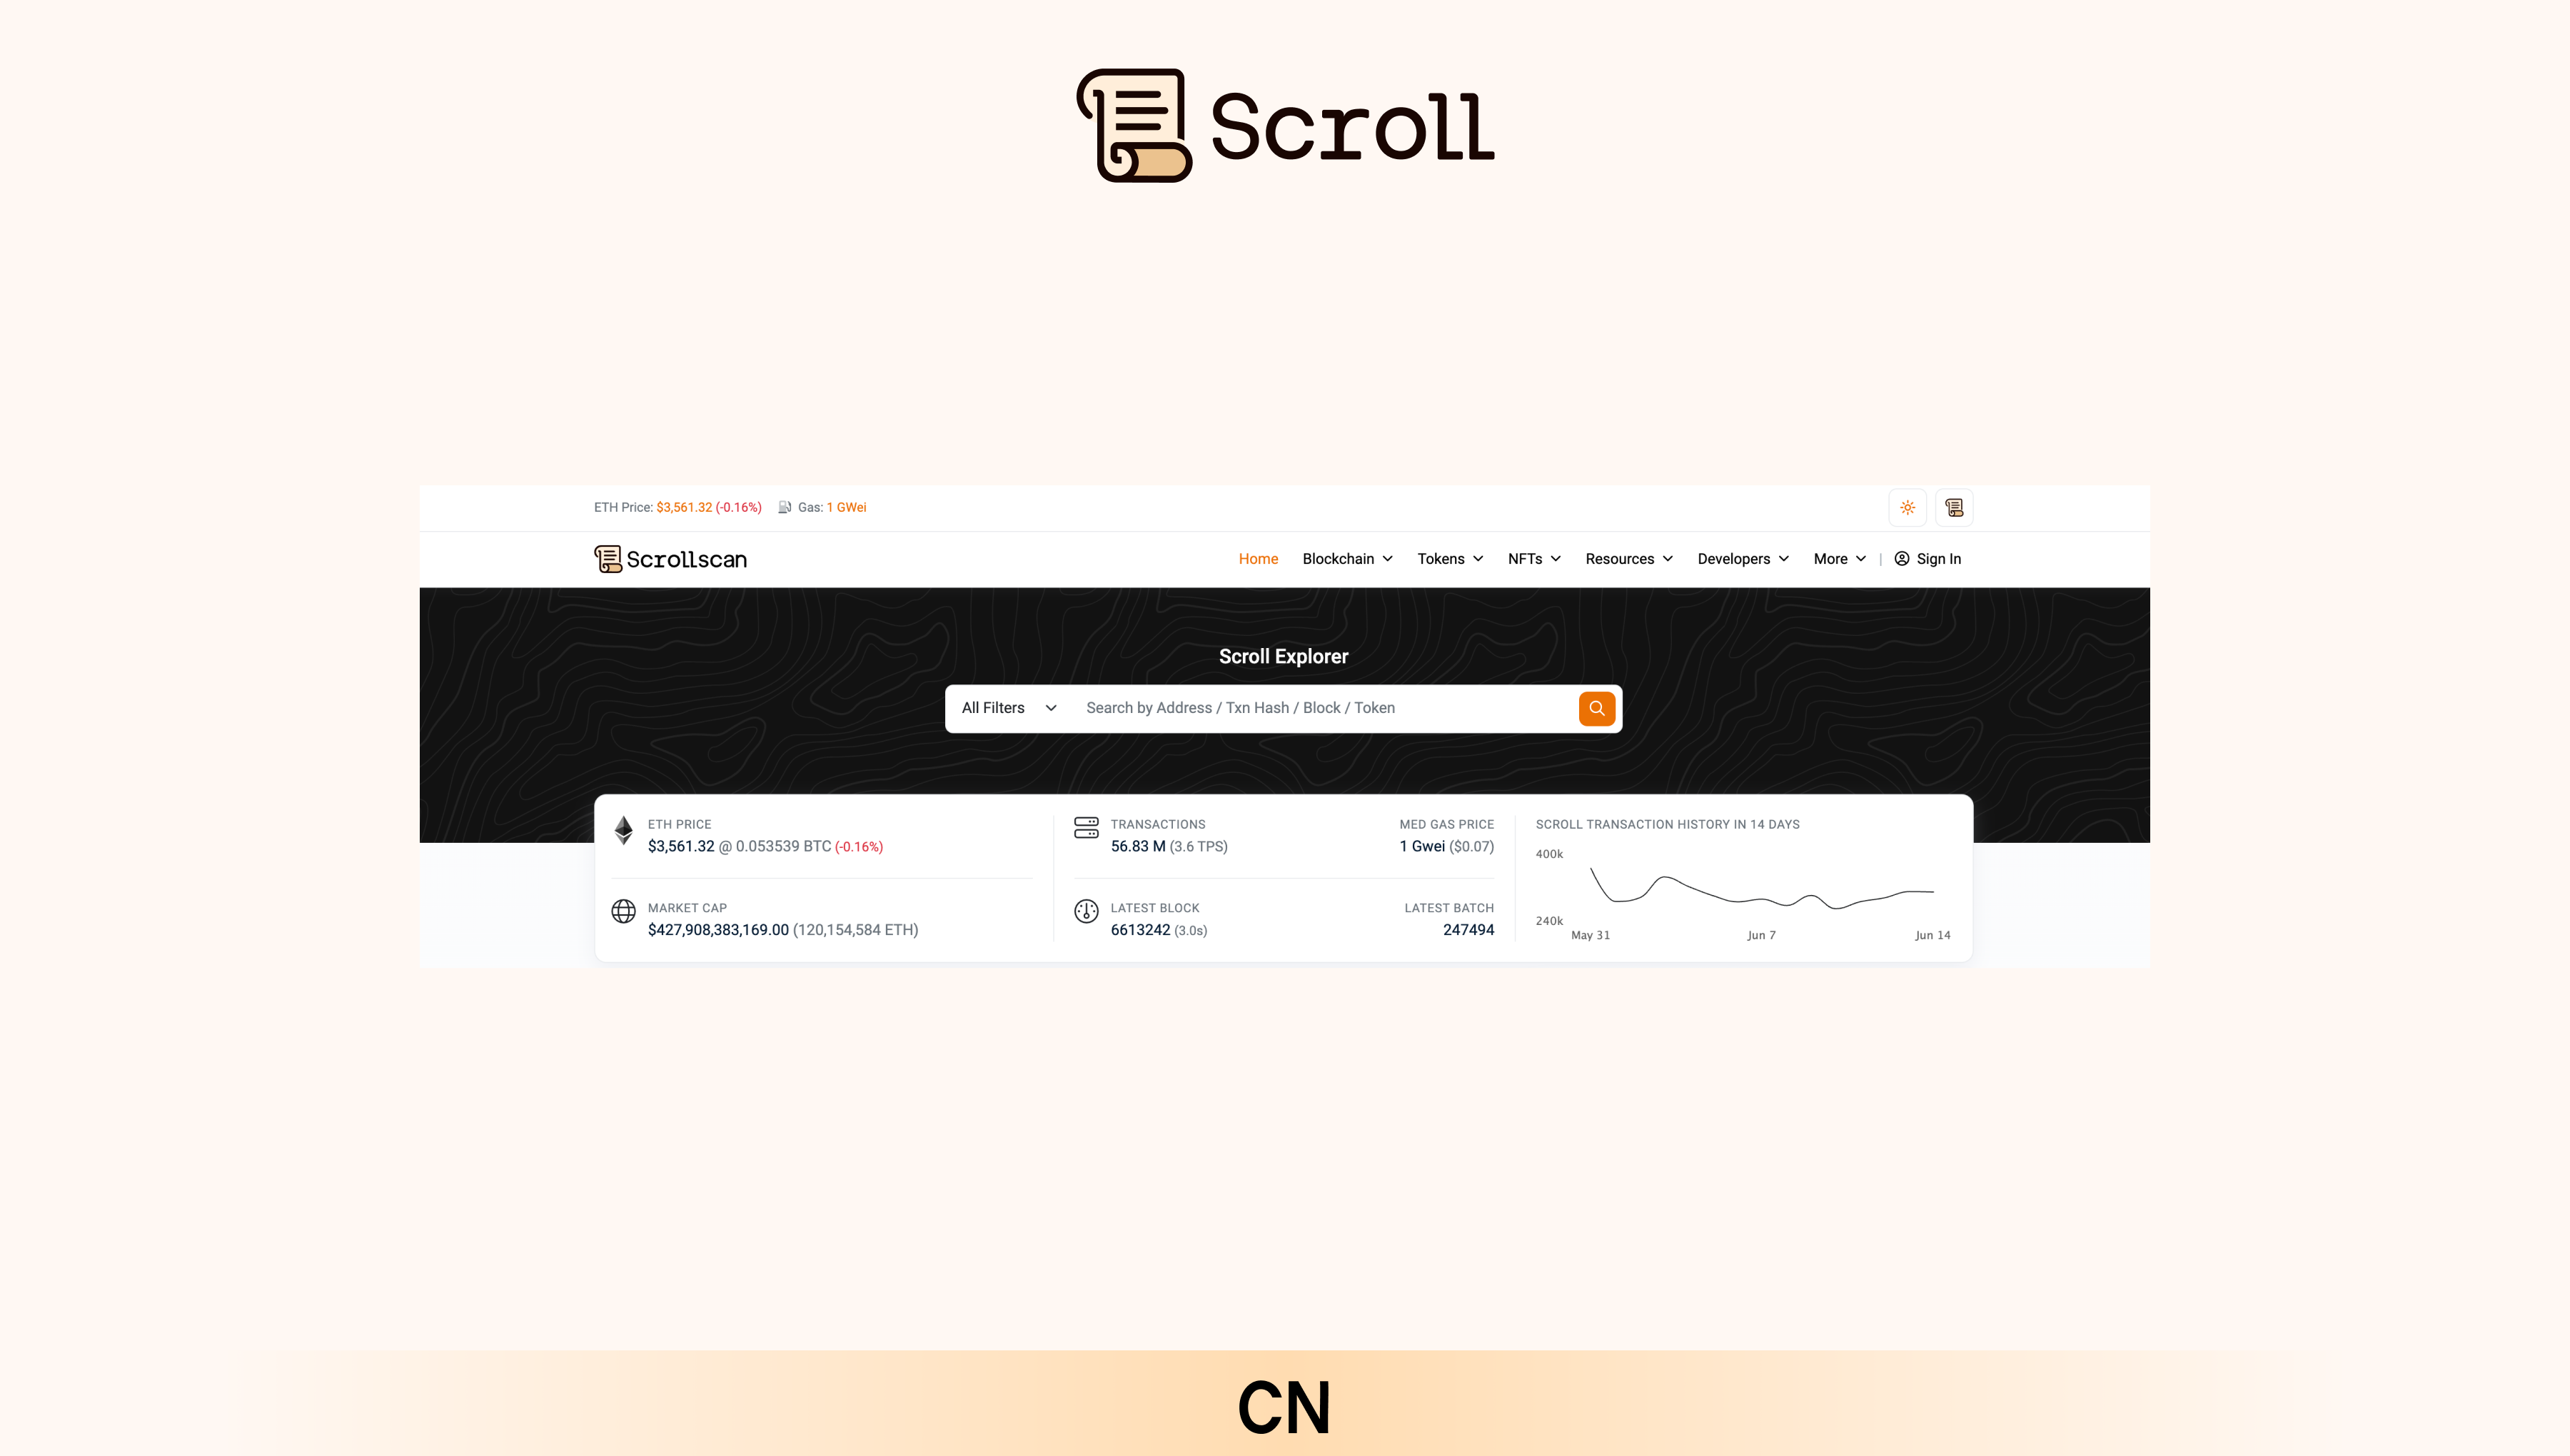 Scroll
ETH Price: $3,561.32 (-0.16%) Gas: 1 GWei
Scrollscan
Home Blockchain Tokens NFTs Resources Developers More | Sign In
Scroll Explorer
All Filters Search by Address / Txn Hash / Block / Token
ETH PRICE
$3,561.32 @ 0.053539 BTC (-0.16%)
MARKET CAP
$427,908,383,169.00 (120,154,584 ETH)
TRANSACTIONS
56.83 M (3.6 TPS)
MED GAS PRICE
1 Gwei ($0.07)
LATEST BLOCK
6613242 (3.0s)
LATEST BATCH
247494
SCROLL TRANSACTION HISTORY IN 14 DAYS
400k
240k
May 31 Jun 7 Jun 14
CN